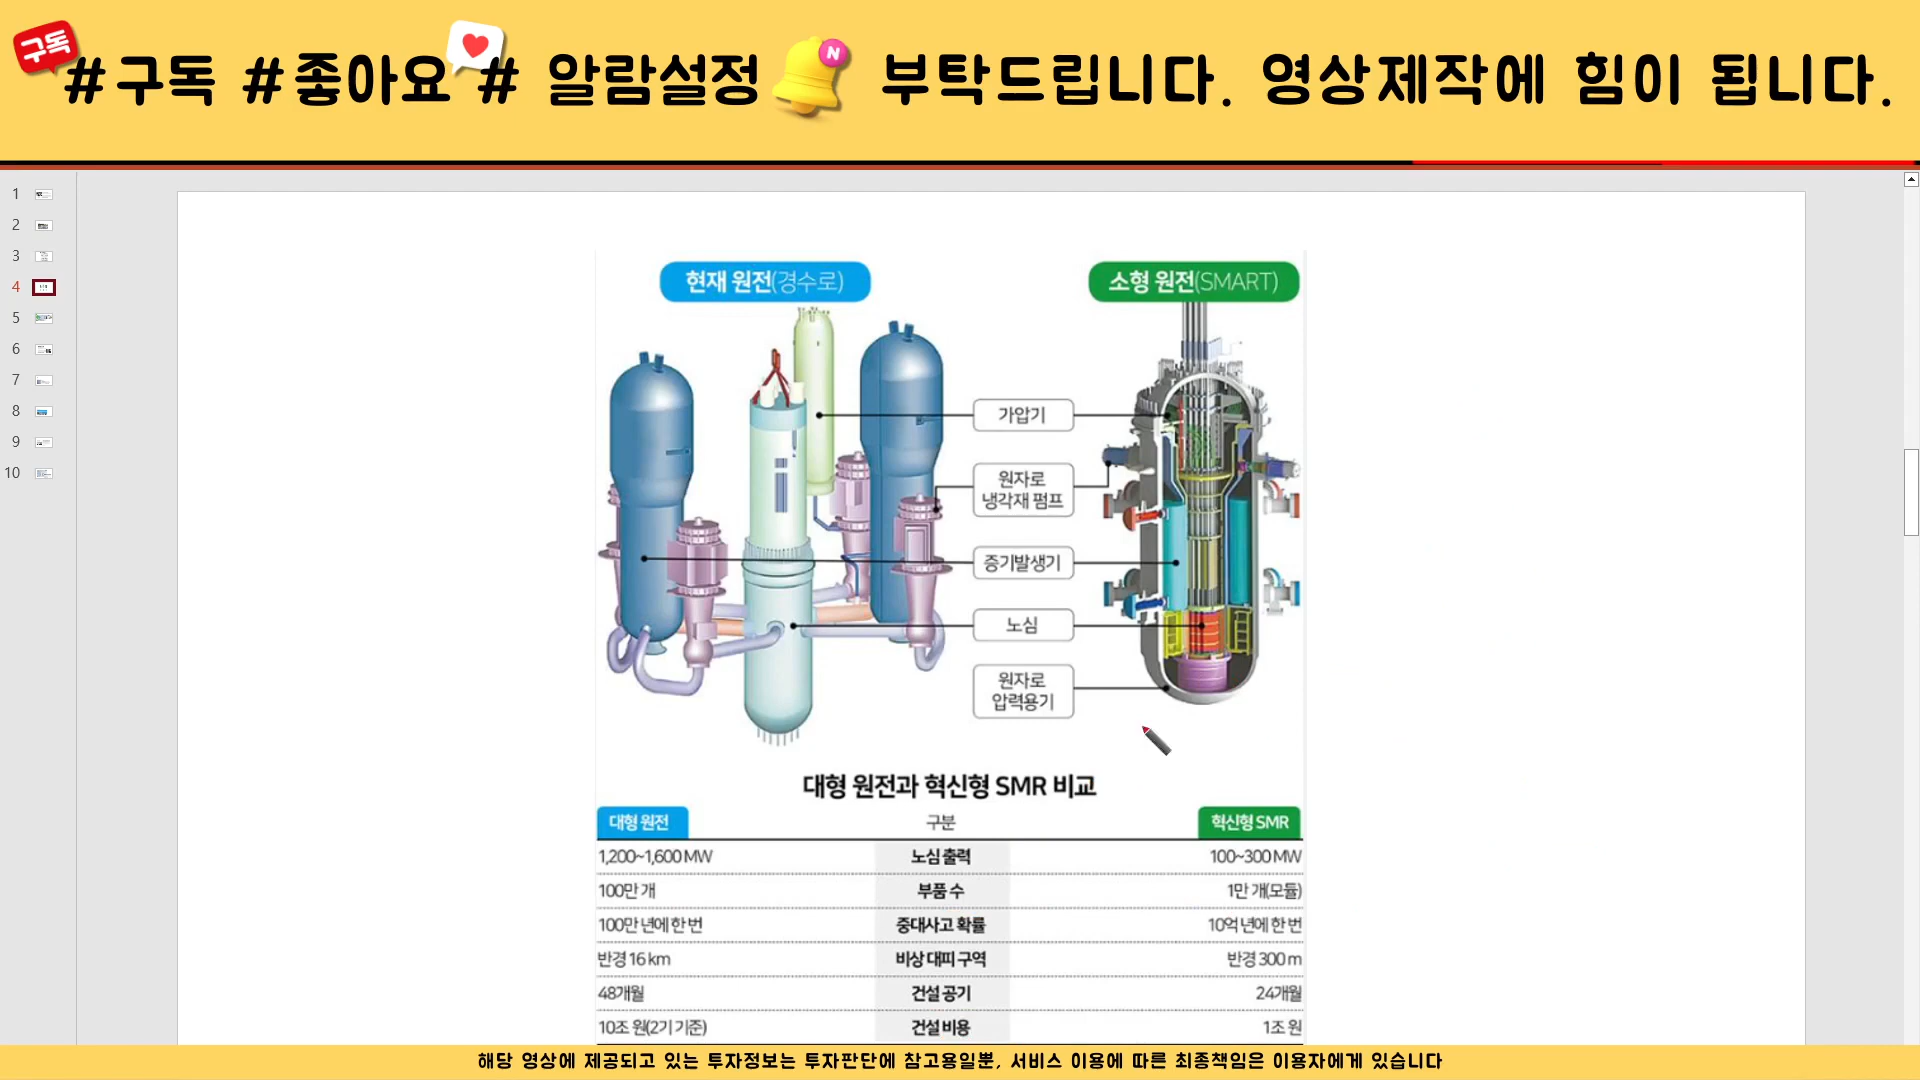 구독
#구독 #좋아요 # 알람설정 N 부탁드립니다. 영상제작에 힘이 됩니다.
1
2
3
4
5
6
7
8
9
10
현재 원전(경수로)
소형 원전(SMART)
가압기
원자로
냉각재 펌프
증기발생기
노심
원자로
압력용기
대형 원전과 혁신형 SMR 비교
대형 원전 구분 혁신형 SMR
1,200~1,600 MW 노심 출력 100~300 MW
100만 개 부품 수 1만 개(모듈)
100만 년에 한 번 중대사고 확률 10억 년에 한 번
반경 16 km 비상 대피 구역 반경 300 m
48개월 건설 공기 24개월
10조 원(2기 기준) 건설 비용 1조 원
해당 영상에 제공되고 있는 투자정보는 투자판단에 참고용일뿐, 서비스 이용에 따른 최종책임은 이용자에게 있습니다